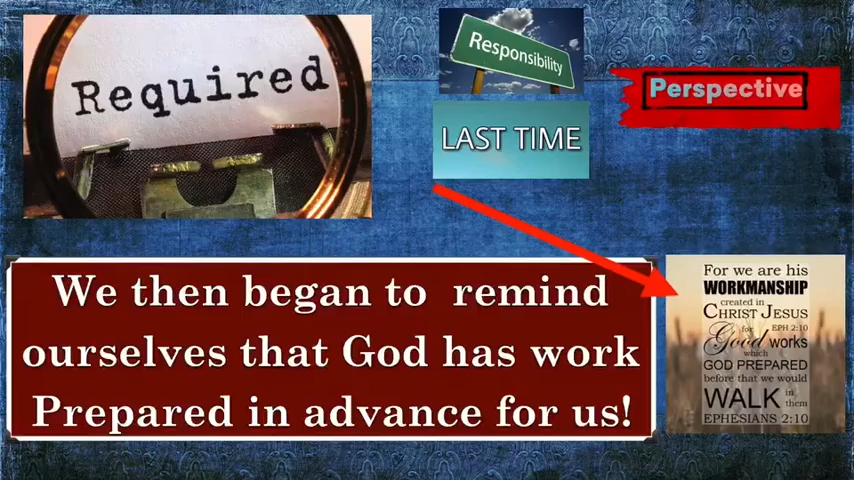 Required
Responsibility
LAST TIME
Perspective
We then began to remind
ourselves that God has work
Prepared in advance for us!
For we are his
WORKMANSHIP
created in
CHRIST JESUS
for EPH 2:10
Good works
which
GOD PREPARED
before that we would
WALK in
them
EPHESIANS 2:10